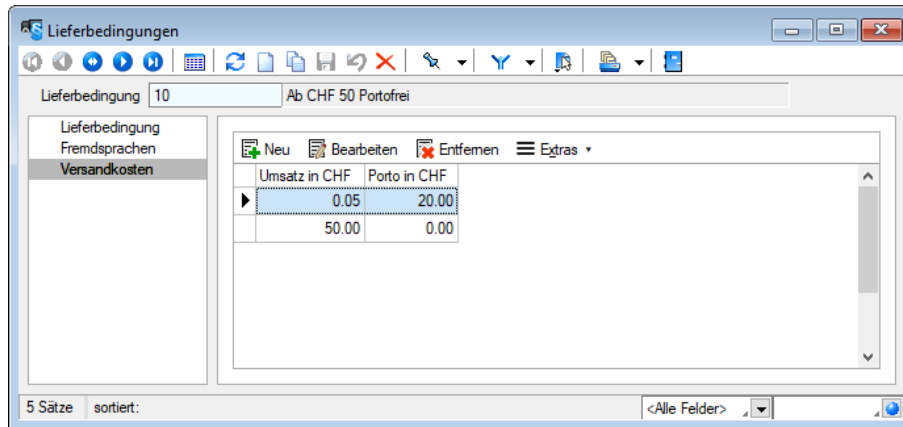 Lieferbedingungen
Lieferbedingung 10 Ab CHF 50 Portofrei
Lieferbedingung
Fremdsprachen
Versandkosten
Neu Bearbeiten Entfernen Extras
Umsatz in CHF Porto in CHF
0.05 20.00
50.00 0.00
5 Sätze sortiert: <Alle Felder>